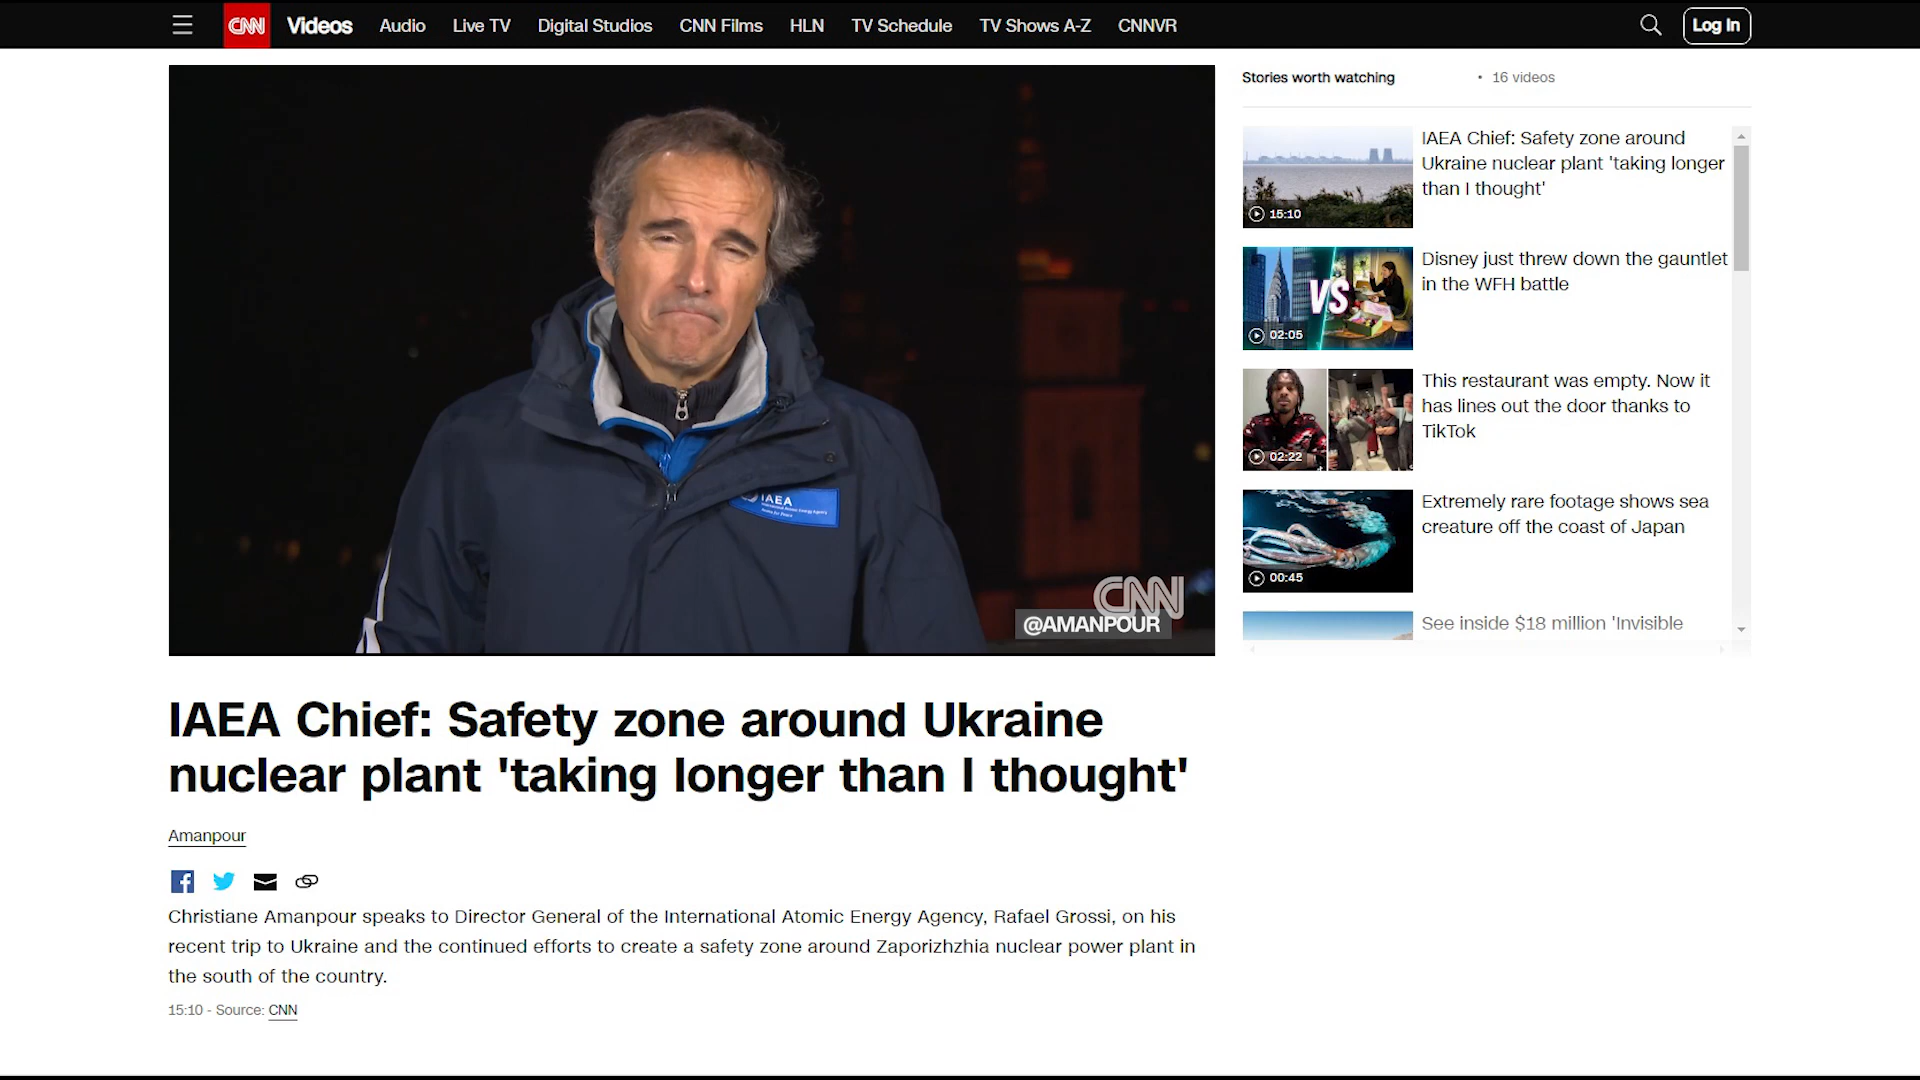 CNN Videos Audio Live TV Digital Studios CNN Films HLN TV Schedule TV Shows A-Z CNNVR Log In
IAEA
CNN
@AMANPOUR
Stories worth watching • 16 videos
IAEA Chief: Safety zone around
Ukraine nuclear plant 'taking longer
than I thought'
15:10
Disney just threw down the gauntlet
in the WFH battle
VS
02:05
This restaurant was empty. Now it
has lines out the door thanks to
TikTok
02:22
Extremely rare footage shows sea
creature off the coast of Japan
00:45
See inside $18 million 'Invisible
IAEA Chief: Safety zone around Ukraine
nuclear plant 'taking longer than I thought'
Amanpour
Christiane Amanpour speaks to Director General of the International Atomic Energy Agency, Rafael Grossi, on his
recent trip to Ukraine and the continued efforts to create a safety zone around Zaporizhzhia nuclear power plant in
the south of the country.
15:10 - Source: CNN